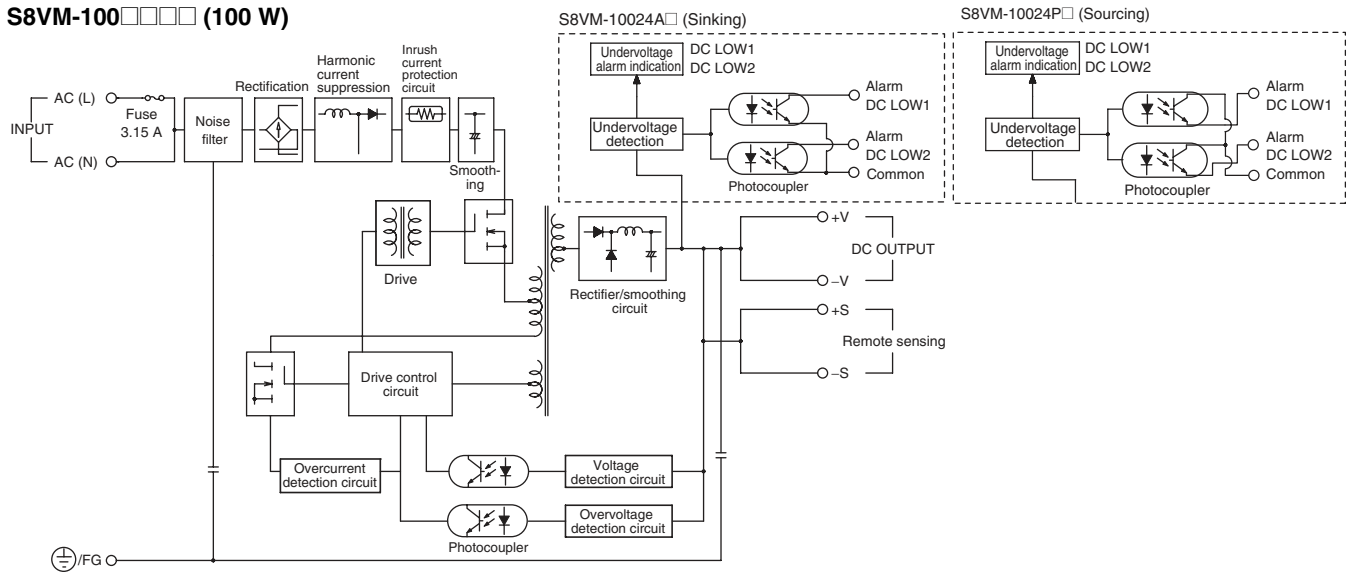 S8VM-100□□□□ (100 W)
S8VM-10024A□ (Sinking)
S8VM-10024P□ (Sourcing)
INPUT
AC (L)
AC (N)
Fuse
3.15 A
Noise
filter
Rectification
Harmonic
current
suppression
Inrush
current
protection
circuit
Smooth-
ing
Undervoltage
alarm indication
DC LOW1
DC LOW2
Undervoltage
detection
Alarm
DC LOW1
Alarm
DC LOW2
Common
Photocoupler
Undervoltage
alarm indication
DC LOW1
DC LOW2
Undervoltage
detection
Alarm
DC LOW1
Alarm
DC LOW2
Common
Photocoupler
Drive
Rectifier/smoothing
circuit
+V
DC OUTPUT
–V
+S
Remote sensing
–S
Drive control
circuit
Overcurrent
detection circuit
Voltage
detection circuit
Overvoltage
detection circuit
Photocoupler
/FG